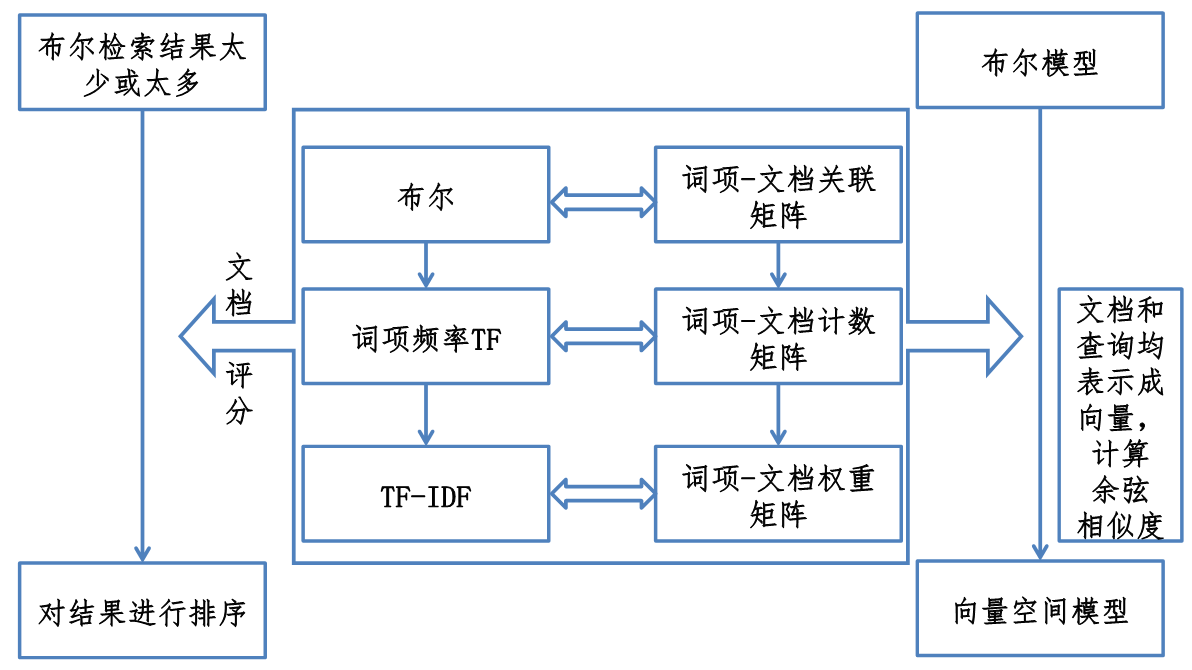 布尔检索结果太
少或太多
布尔模型
布尔
词项-文档关联
矩阵
文
档
评
分
词项频率TF
词项-文档计数
矩阵
文档和
查询均
表示成
向量，
计算
余弦
相似度
TF-IDF
词项-文档权重
矩阵
对结果进行排序
向量空间模型